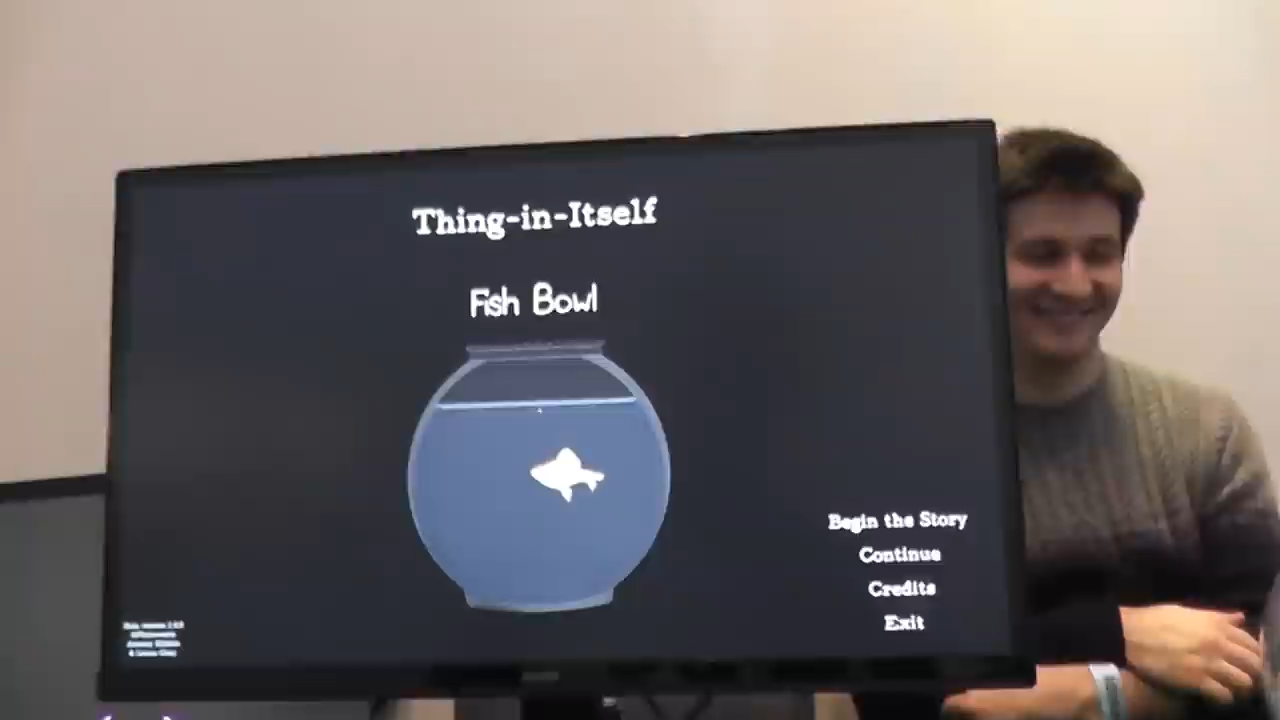 Thing-in-Itself
Fish Bowl
Begin the Story
Continue
Credits
Exit